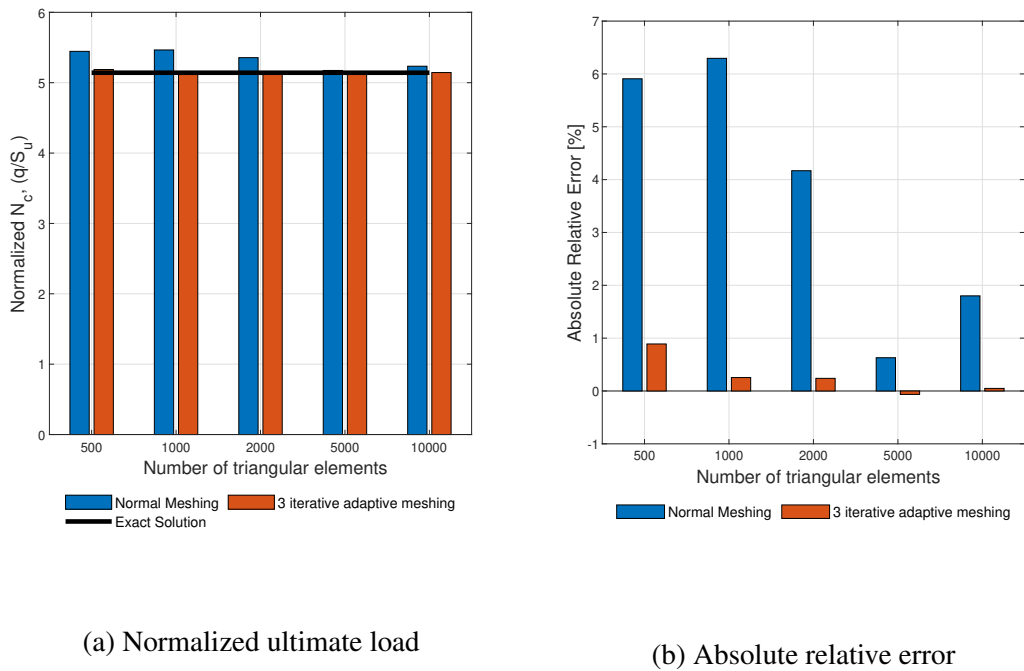 6
5
4
3
2
1
0
Normalized N_c, (q/S_u)
500 1000 2000 5000 10000
Number of triangular elements
Normal Meshing 3 iterative adaptive meshing
Exact Solution
(a) Normalized ultimate load
7
6
5
4
3
2
1
0
-1
Absolute Relative Error [%]
500 1000 2000 5000 10000
Number of triangular elements
Normal Meshing 3 iterative adaptive meshing
(b) Absolute relative error